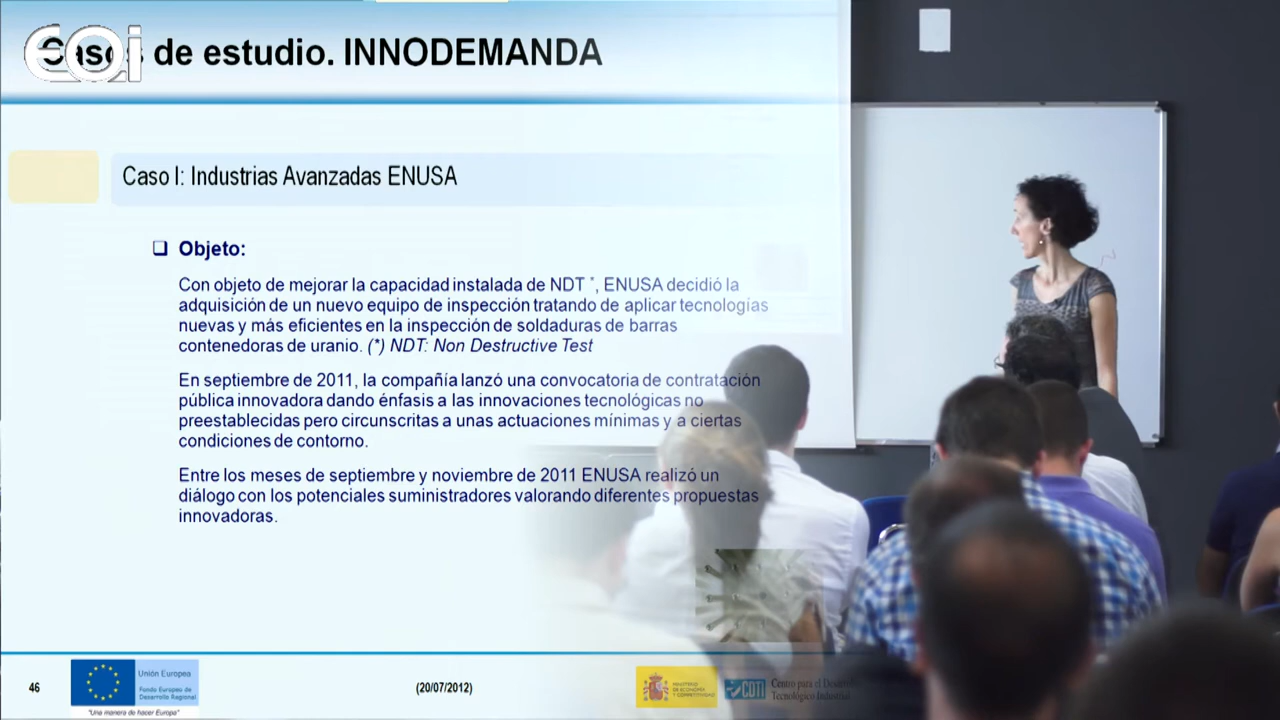 eoi
Casos de estudio. INNODEMANDA
Caso I: Industrias Avanzadas ENUSA
❑ Objeto:
Con objeto de mejorar la capacidad instalada de NDT *, ENUSA decidió la
adquisición de un nuevo equipo de inspección tratando de aplicar tecnologías
nuevas y más eficientes en la inspección de soldaduras de barras
contenedoras de uranio. (*) NDT: Non Destructive Test
En septiembre de 2011, la compañía lanzó una convocatoria de contratación
pública innovadora dando énfasis a las innovaciones tecnológicas no
preestablecidas pero circunscritas a unas actuaciones mínimas y a ciertas
condiciones de contorno.
Entre los meses de septiembre y noviembre de 2011 ENUSA realizó un
diálogo con los potenciales suministradores valorando diferentes propuestas
innovadoras.
46
Unión Europea
Fondo Europeo de
Desarrollo Regional
"Una manera de hacer Europa"
(20/07/2012)
MINISTERIO
DE ECONOMÍA
Y COMPETITIVIDAD
CDTI
Centro para el Desarr
Tecnológico Industrial